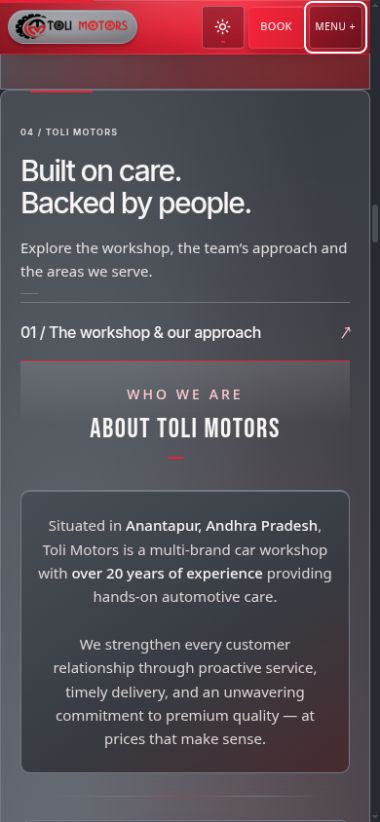 TOLI MOTORS
BOOK
MENU +
04 / TOLI MOTORS
Built on care.
Backed by people.
Explore the workshop, the team’s approach and
the areas we serve.
01 / The workshop & our approach
WHO WE ARE
ABOUT TOLI MOTORS
Situated in Anantapur, Andhra Pradesh,
Toli Motors is a multi-brand car workshop
with over 20 years of experience providing
hands-on automotive care.
We strengthen every customer
relationship through proactive service,
timely delivery, and an unwavering
commitment to premium quality — at
prices that make sense.